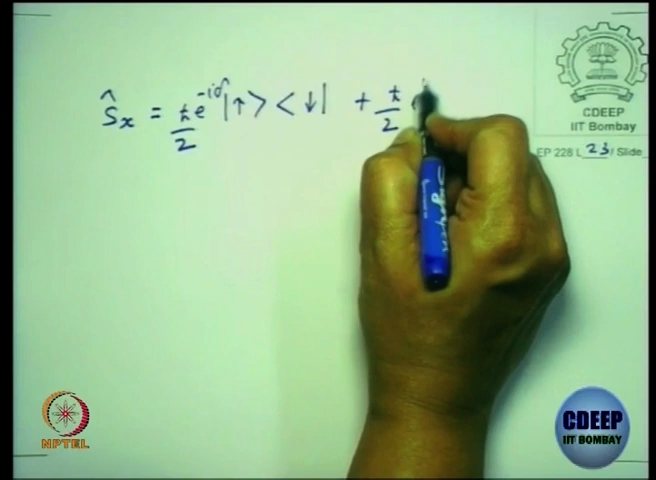 Ŝx = ħ/2 e^-iδ |↑> <↓| + ħ/2
CDEEP
IIT Bombay
EP 228 L 23 / Slide
NPTEL
CDEEP
IIT BOMBAY